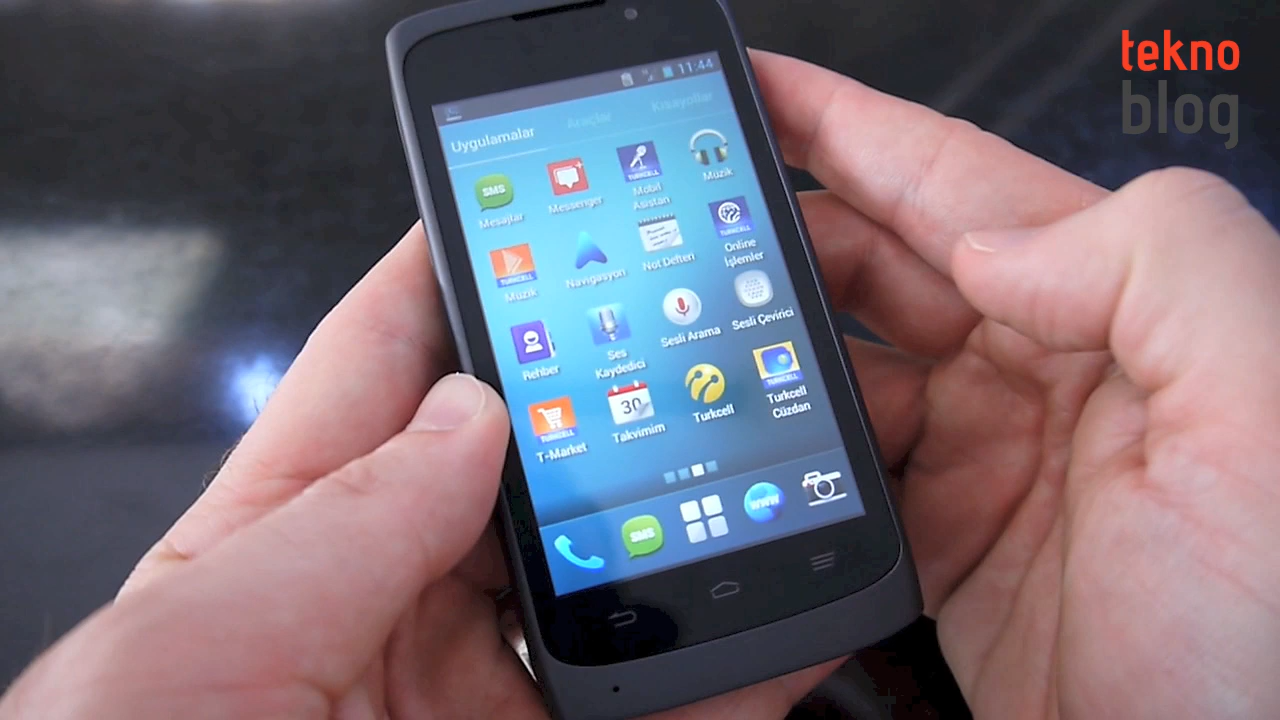 tekno
blog
11:44
Uygulamalar Araçlar Kısayollar
SMS
TURKCELL
Mesajlar Messenger Mobil Asistan Müzik
TURKCELL
TURKCELL
Müzik Navigasyon Not Defteri Online İşlemler
Rehber Ses Kaydedici Sesli Arama Sesli Çevirici
TURKCELL
30
TURKCELL
T-Market Takvimim Turkcell Turkcell Cüzdan
SMS
www